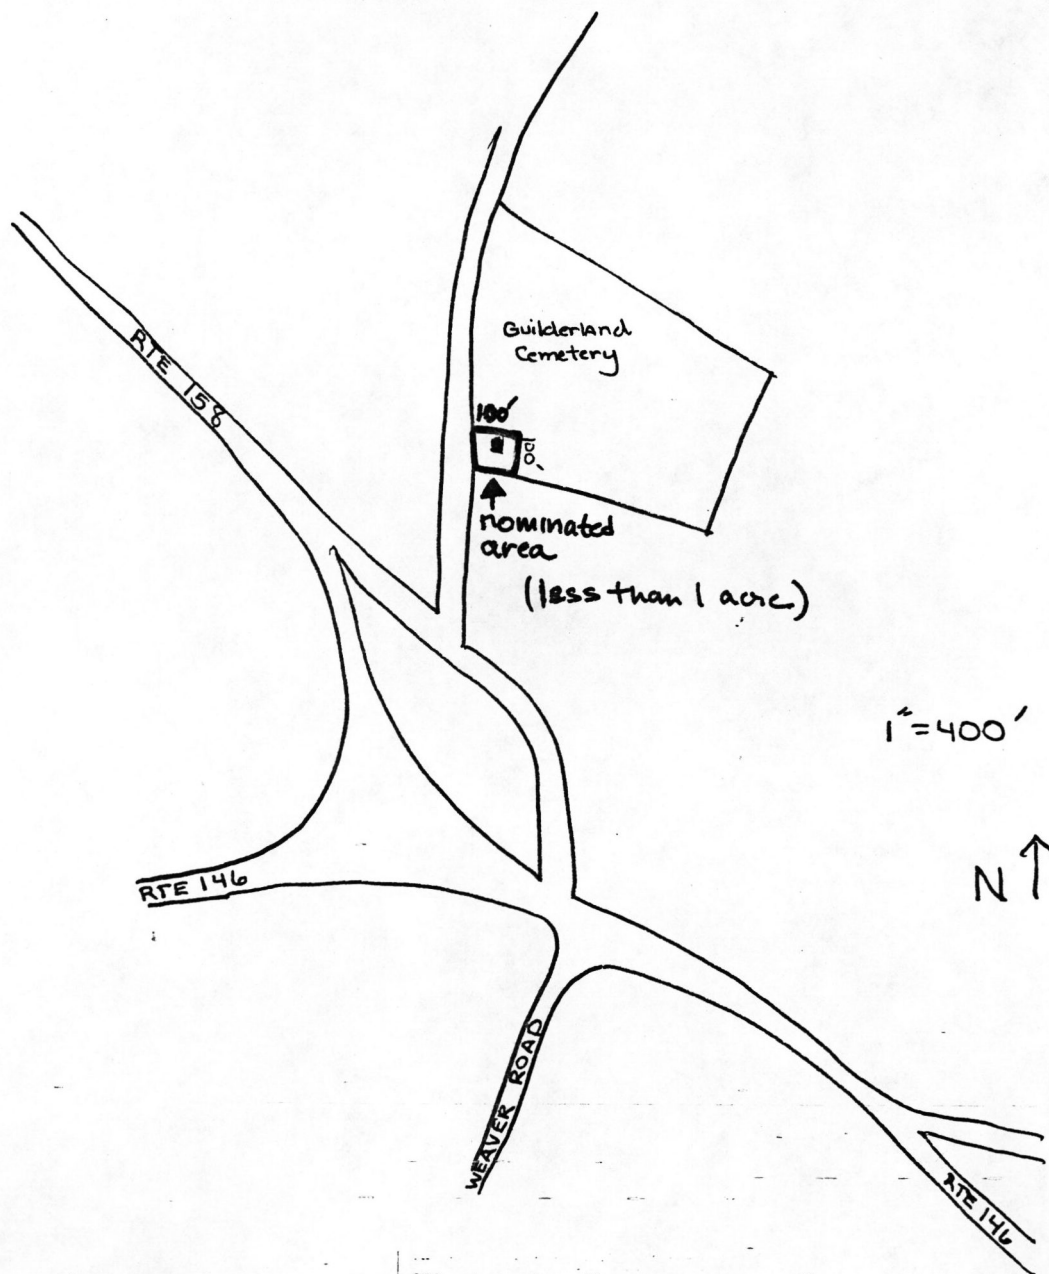 RTE 158
Guilderland
Cemetery
100'
100'
nominated
area
(less than 1 acre)
1"=400'
N
RTE 146
WEAVER ROAD
RTE 146